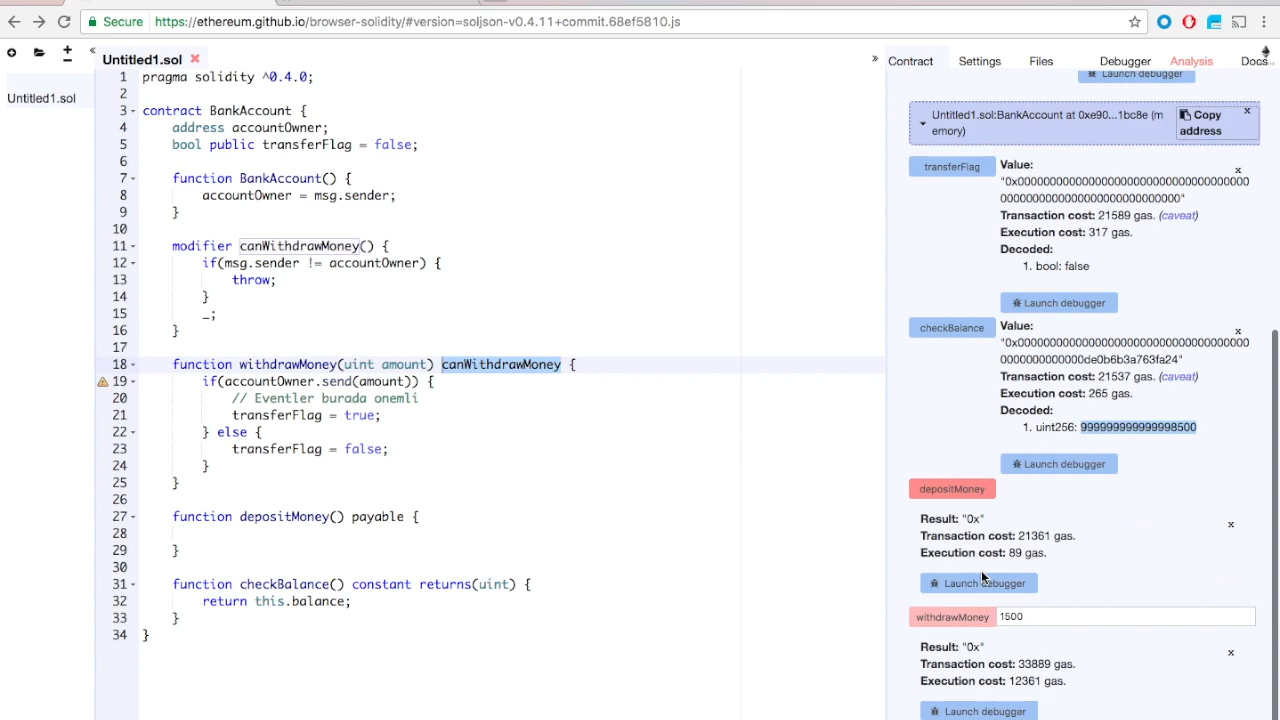 Secure https://ethereum.github.io/browser-solidity/#version=soljson-v0.4.11+commit.68ef5810.js
Untitled1.sol
Untitled1.sol
1 pragma solidity ^0.4.0;
2
3 contract BankAccount {
4 address accountOwner;
5 bool public transferFlag = false;
6
7 function BankAccount() {
8 accountOwner = msg.sender;
9 }
10
11 modifier canWithdrawMoney() {
12 if(msg.sender != accountOwner) {
13 throw;
14 }
15 _;
16 }
17
18 function withdrawMoney(uint amount) canWithdrawMoney {
19 if(accountOwner.send(amount)) {
20 // Eventler burada onemli
21 transferFlag = true;
22 } else {
23 transferFlag = false;
24 }
25 }
26
27 function depositMoney() payable {
28
29 }
30
31 function checkBalance() constant returns(uint) {
32 return this.balance;
33 }
34 }
Contract Settings Files Debugger Analysis Docs
Launch debugger
Untitled1.sol:BankAccount at 0xe90...1bc8e (m
emory)
Copy
address
x
transferFlag
Value:
x
Transaction cost: 21589 gas. (caveat)
Execution cost: 317 gas.
Decoded:
1. bool: false
Launch debugger
checkBalance
Value:
x
Transaction cost: 21537 gas. (caveat)
Execution cost: 265 gas.
Decoded:
1. uint256: 999999999999998500
Launch debugger
depositMoney
Result: "0x"
x
Transaction cost: 21361 gas.
Execution cost: 89 gas.
Launch debugger
withdrawMoney 1500
Result: "0x"
x
Transaction cost: 33889 gas.
Execution cost: 12361 gas.
Launch debugger